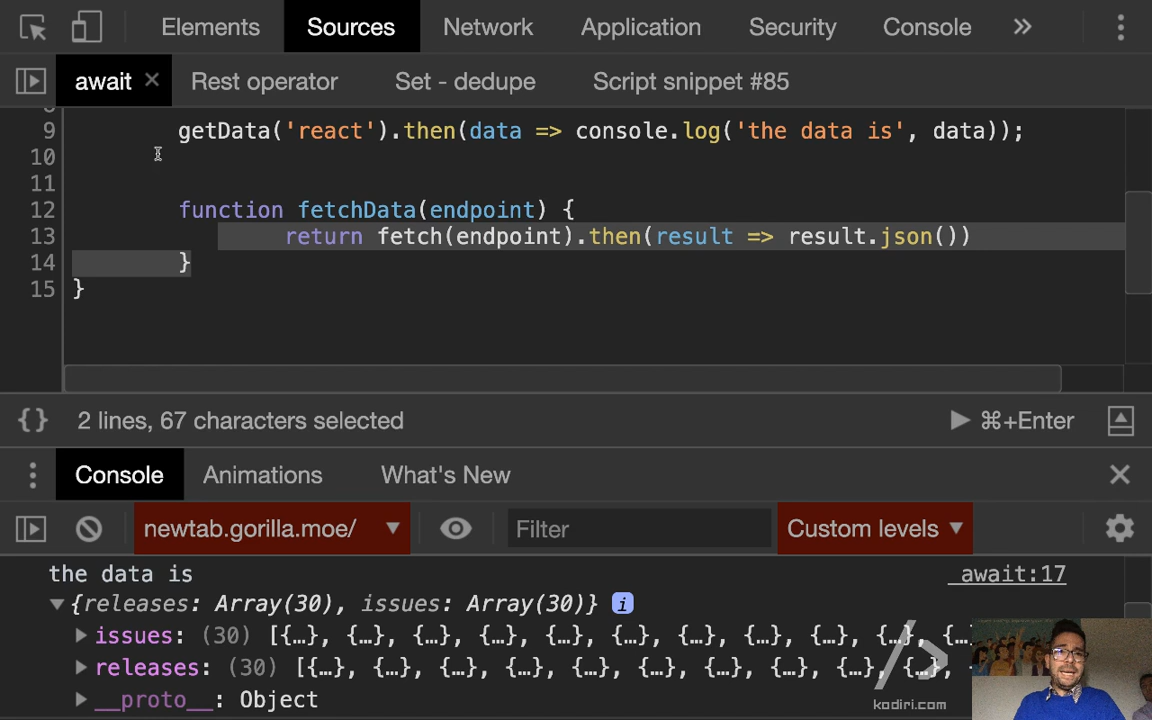 Elements Sources Network Application Security Console »
await × Rest operator Set - dedupe Script snippet #85
9 getData('react').then(data => console.log('the data is', data));
10
11
12 function fetchData(endpoint) {
13 return fetch(endpoint).then(result => result.json())
14 }
15 }
{} 2 lines, 67 characters selected ⌘+Enter
Console Animations What's New ×
newtab.gorilla.moe/ Filter Custom levels
the data is _await:17
{releases: Array(30), issues: Array(30)} i
issues: (30) [{…}, {…}, {…}, {…}, {…}, {…}, {…}, {…}, {…}, {…},
releases: (30) [{…}, {…}, {…}, {…}, {…}, {…}, {…}, {…}, {…}, {…},
__proto__: Object
kodiri.com